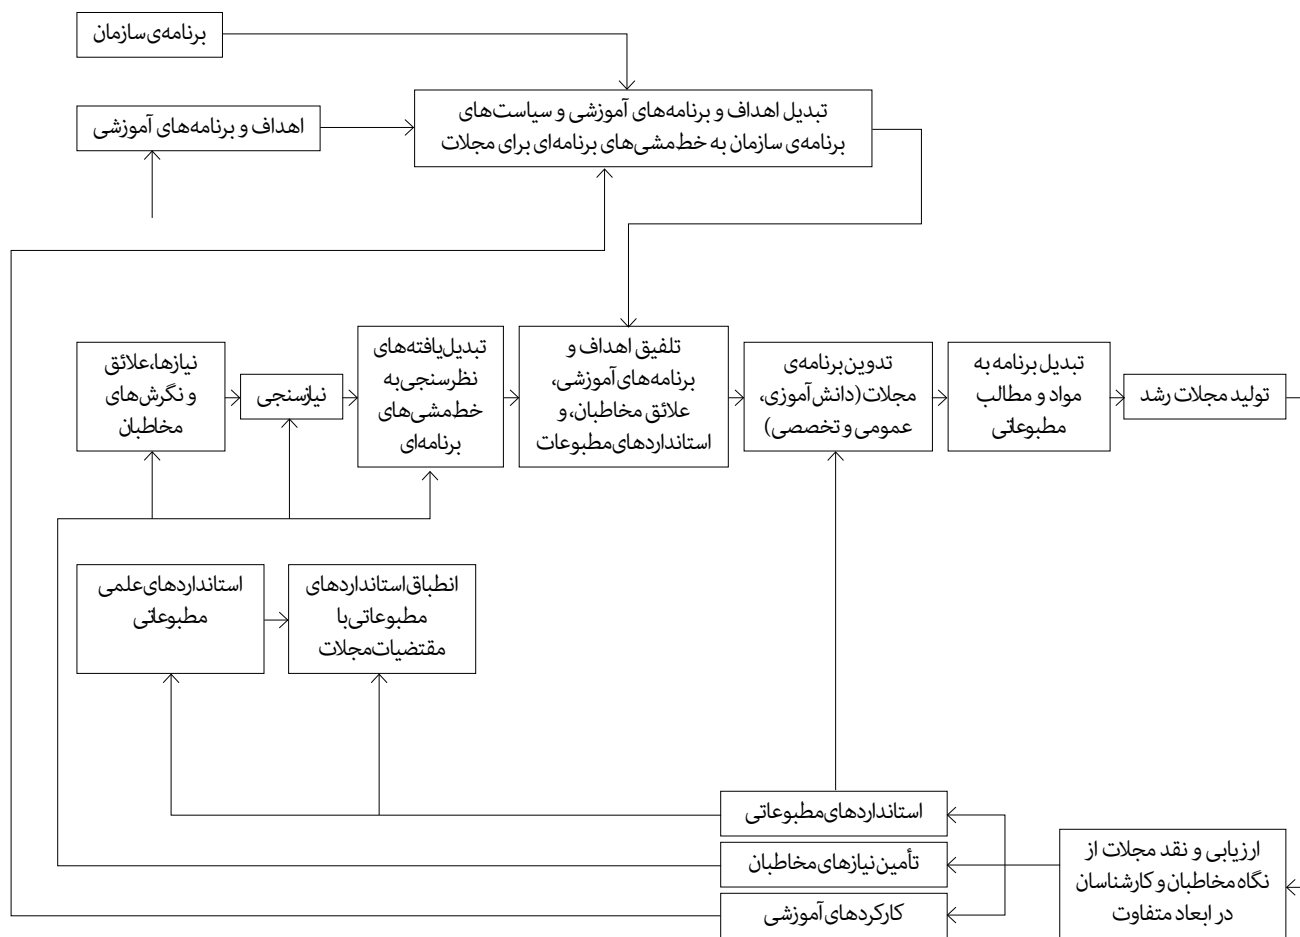 برنامه‌ی سازمان
اهداف و برنامه‌های آموزشی
تبدیل اهداف و برنامه‌های آموزشی و سیاست‌های
برنامه‌ی سازمان به خط‌مشی‌های برنامه‌ای برای مجلات
نیازها، علائق
و نگرش‌های
مخاطبان
نیازسنجی
تبدیل یافته‌های
نظرسنجی به
خط‌مشی‌های
برنامه‌ای
تلفیق اهداف و
برنامه‌های آموزشی،
علائق مخاطبان، و
استانداردهای مطبوعات
تدوین برنامه‌ی
مجلات (دانش‌آموزی،
عمومی و تخصصی)
تبدیل برنامه به
مواد و مطالب
مطبوعاتی
تولید مجلات رشد
استانداردهای علمی
مطبوعاتی
انطباق استانداردهای
مطبوعاتی با
مقتضیات مجلات
استانداردهای مطبوعاتی
تأمین نیازهای مخاطبان
کارکردهای آموزشی
ارزیابی و نقد مجلات از
نگاه مخاطبان و کارشناسان
در ابعاد متفاوت